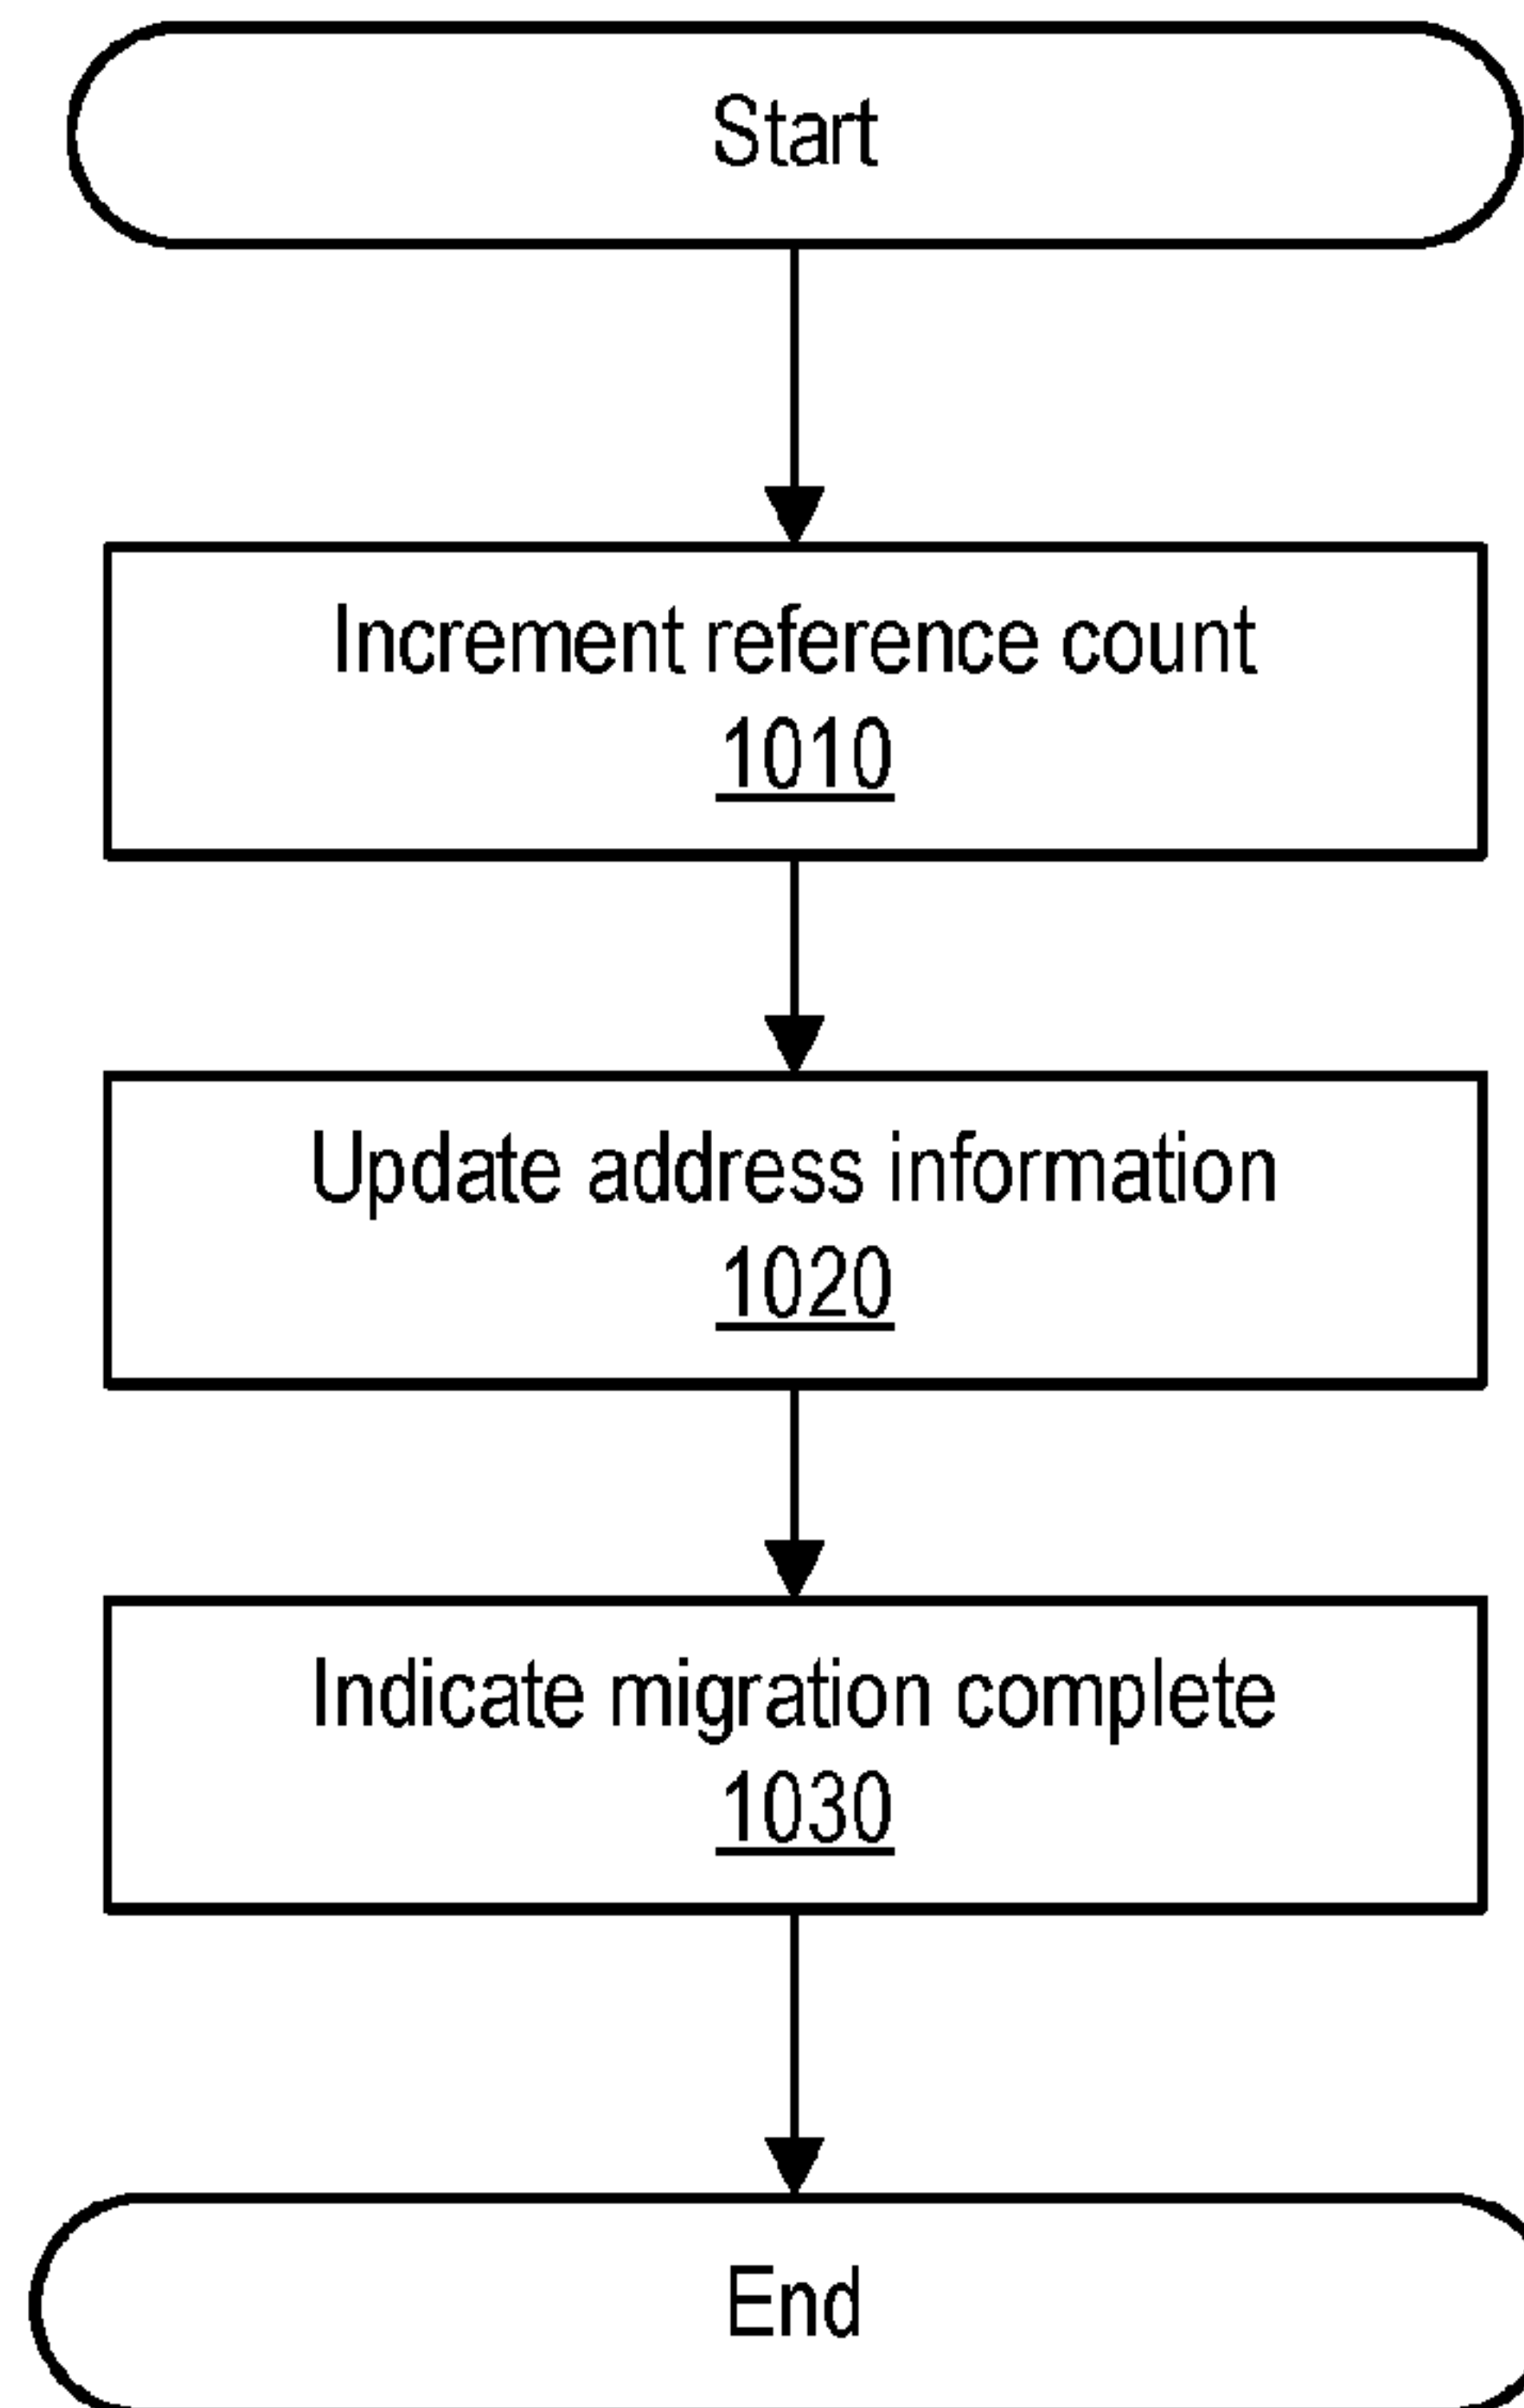 Start
Increment reference count
1010
Update address information
1020
Indicate migration complete
1030
End